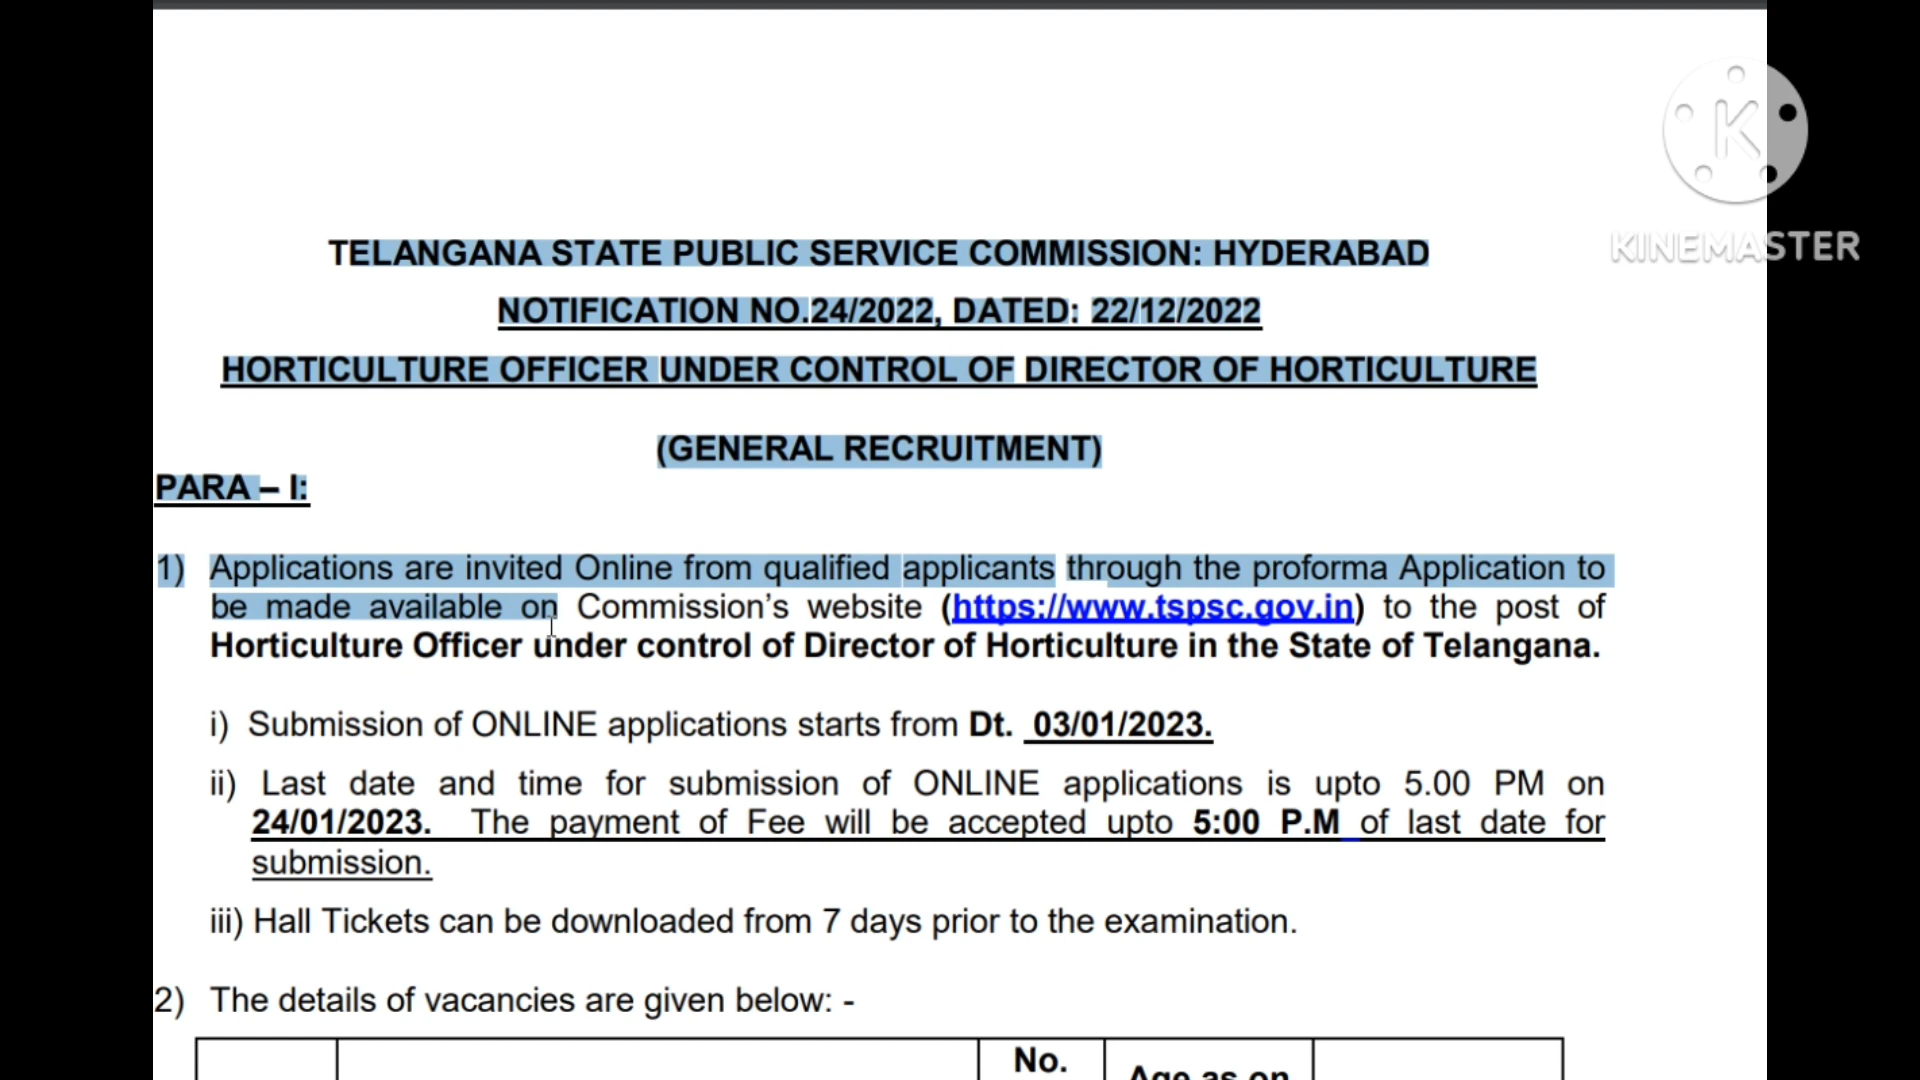 K
KINEMASTER
TELANGANA STATE PUBLIC SERVICE COMMISSION: HYDERABAD
NOTIFICATION NO.24/2022, DATED: 22/12/2022
HORTICULTURE OFFICER UNDER CONTROL OF DIRECTOR OF HORTICULTURE
(GENERAL RECRUITMENT)
PARA – I:
1) Applications are invited Online from qualified applicants through the proforma Application to
be made available on Commission’s website (https://www.tspsc.gov.in) to the post of
Horticulture Officer under control of Director of Horticulture in the State of Telangana.
i) Submission of ONLINE applications starts from Dt. 03/01/2023.
ii) Last date and time for submission of ONLINE applications is upto 5.00 PM on
24/01/2023. The payment of Fee will be accepted upto 5:00 P.M of last date for
submission.
iii) Hall Tickets can be downloaded from 7 days prior to the examination.
2) The details of vacancies are given below: -
No.
Age as on